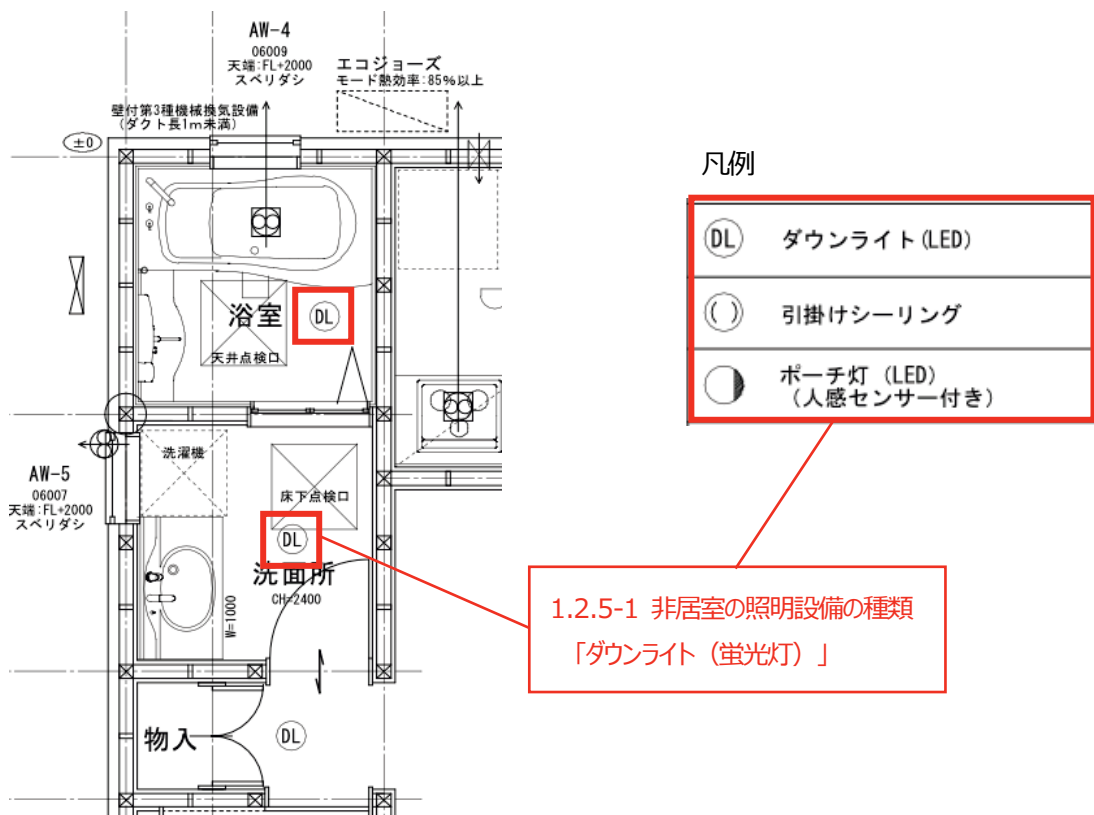 AW-4
06009
天端:FL+2000
スベリダシ
エコジョーズ
モード熱効率:85%以上
壁付第3種機械換気設備
(ダクト長1m未満)
±0
浴室
DL
天井点検口
AW-5
06007
天端:FL+2000
スベリダシ
洗濯機
床下点検口
DL
洗面所
CH=2400
W=1000
物入
DL
凡例
DL ダウンライト(LED)
引掛けシーリング
ポーチ灯 (LED)
(人感センサー付き)
1.2.5-1 非居室の照明設備の種類
「ダウンライト（蛍光灯）」